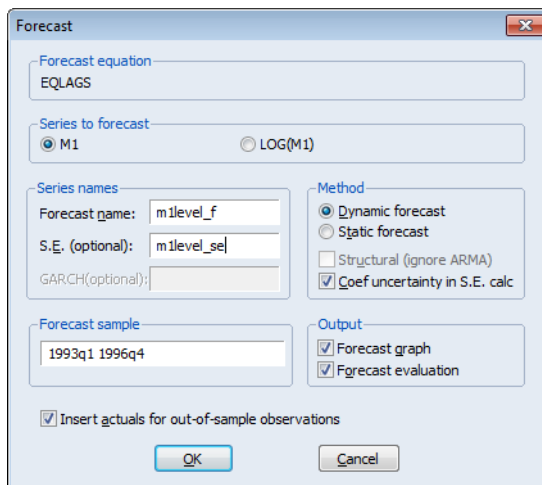 Forecast
Forecast equation
EQLAGS
Series to forecast
M1
LOG(M1)
Series names
Forecast name: m1level_f
S.E. (optional): m1level_se
GARCH(optional):
Method
Dynamic forecast
Static forecast
Structural (ignore ARMA)
Coef uncertainty in S.E. calc
Forecast sample
1993q1 1996q4
Output
Forecast graph
Forecast evaluation
Insert actuals for out-of-sample observations
OK
Cancel